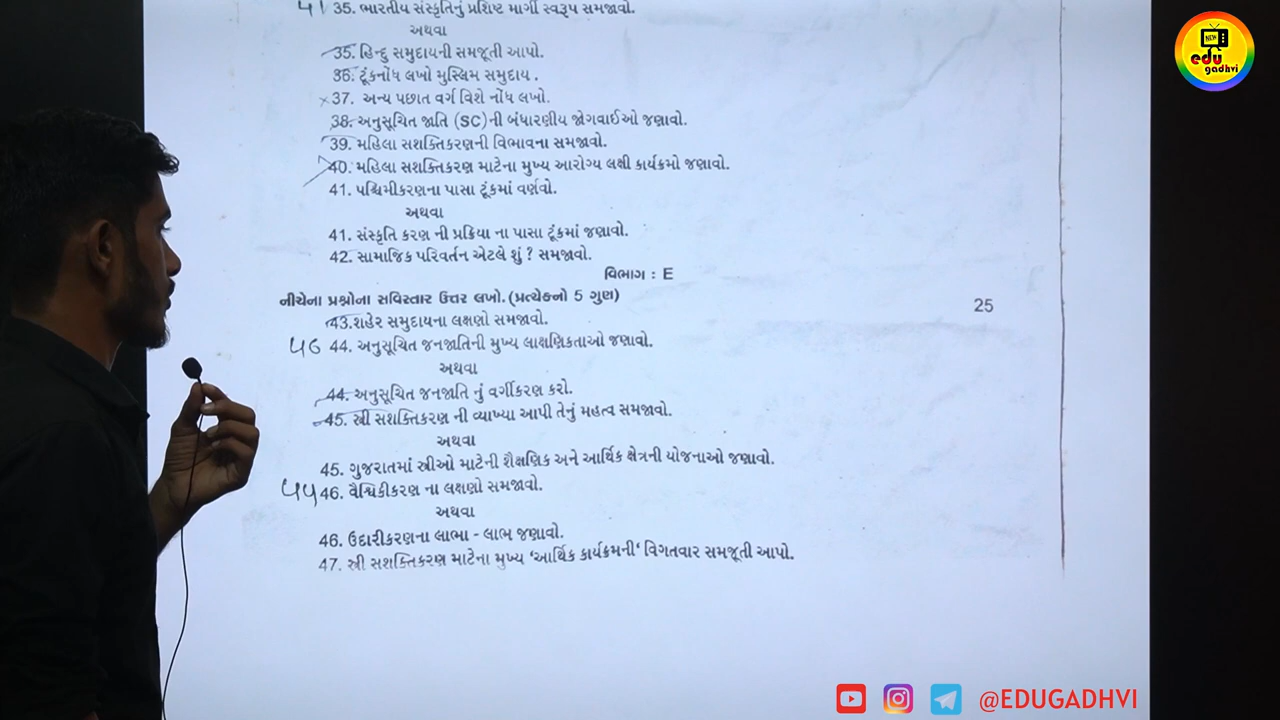 41 35. ભારતીય સંસ્કૃતિનું પ્રશિષ્ટ માર્ગી સ્વરૂપ સમજાવો.
અથવા
35. હિન્દુ સમુદાયની સમજૂતી આપો.
36. ટૂંકનોંધ લખો મુસ્લિમ સમુદાય.
37. અન્ય પછાત વર્ગ વિશે નોંધ લખો.
38. અનુસૂચિત જાતિ (SC)ની બંધારણીય જોગવાઈઓ જણાવો.
39. મહિલા સશક્તિકરણની વિભાવના સમજાવો.
40. મહિલા સશક્તિકરણ માટેના મુખ્ય આરોગ્ય લક્ષી કાર્યક્રમો જણાવો.
41. પશ્ચિમીકરણના પાસા ટૂંકમાં વર્ણવો.
અથવા
41. સંસ્કૃતિ કરણ ની પ્રક્રિયા ના પાસા ટૂંકમાં જણાવો.
42. સામાજિક પરિવર્તન એટલે શું ? સમજાવો.
વિભાગ : E
નીચેના પ્રશ્નોના સવિસ્તાર ઉત્તર લખો. (પ્રત્યેકનો 5 ગુણ) 25
43. શહેર સમુદાયના લક્ષણો સમજાવો.
46 44. અનુસૂચિત જનજાતિની મુખ્ય લાક્ષણિકતાઓ જણાવો.
અથવા
44. અનુસૂચિત જનજાતિ નું વર્ગીકરણ કરો.
45. સ્ત્રી સશક્તિકરણ ની વ્યાખ્યા આપી તેનું મહત્વ સમજાવો.
અથવા
45. ગુજરાતમાં સ્ત્રીઓ માટેની શૈક્ષણિક અને આર્થિક ક્ષેત્રની યોજનાઓ જણાવો.
૫૫ 46. વૈશ્વિકીકરણ ના લક્ષણો સમજાવો.
અથવા
46. ઉદારીકરણના લાભા - લાભ જણાવો.
47. સ્ત્રી સશક્તિકરણ માટેના મુખ્ય 'આર્થિક કાર્યક્રમની' વિગતવાર સમજૂતી આપો.
NEW
edu
gadhvi
@EDUGADHVI